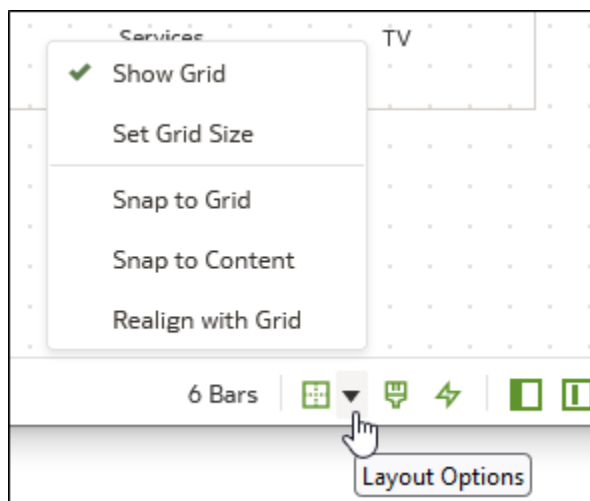 Services TV
Show Grid
Set Grid Size
Snap to Grid
Snap to Content
Realign with Grid
6 Bars
Layout Options